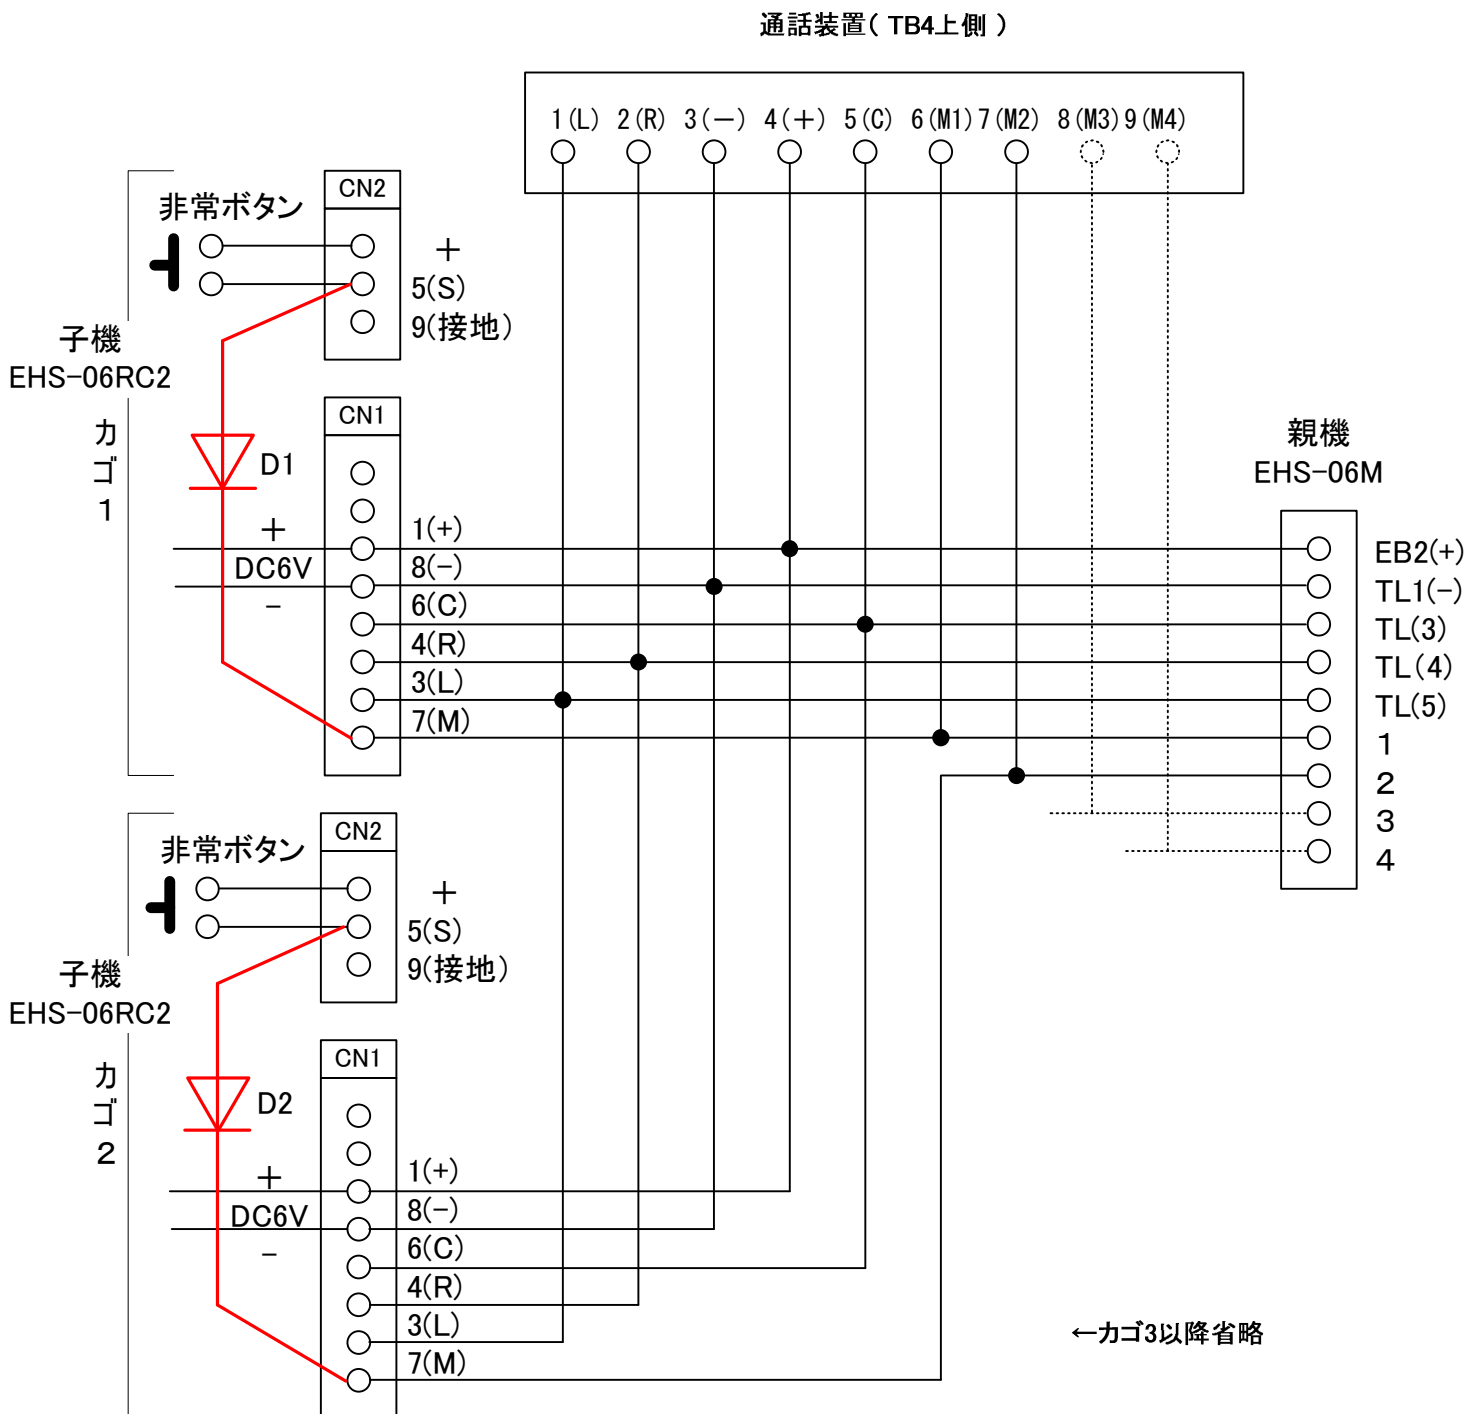 通話装置( TB4上側 )
1(L) 2(R) 3(−) 4(+) 5(C) 6(M1) 7(M2) 8(M3) 9(M4)
CN2
非常ボタン
+
5(S)
9(接地)
子機
EHS-06RC2
カゴ1
CN1
D1
+
DC6V
-
1(+)
8(-)
6(C)
4(R)
3(L)
7(M)
親機
EHS-06M
EB2(+)
TL1(-)
TL(3)
TL(4)
TL(5)
1
2
3
4
CN2
非常ボタン
+
5(S)
9(接地)
子機
EHS-06RC2
カゴ2
CN1
D2
+
DC6V
-
1(+)
8(-)
6(C)
4(R)
3(L)
7(M)
←カゴ3以降省略